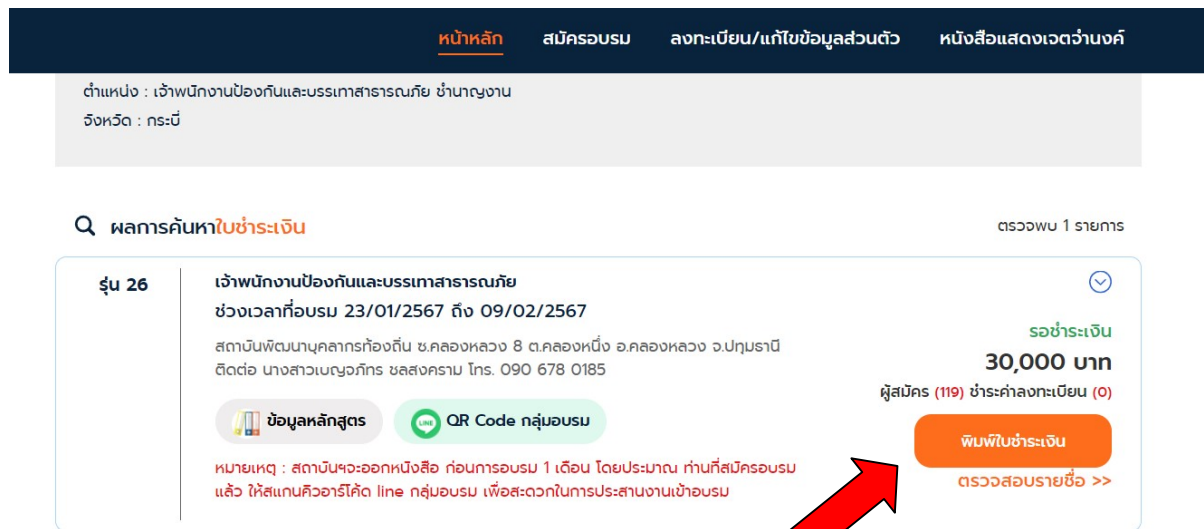 หน้าหลัก สมัครอบรม ลงทะเบียน/แก้ไขข้อมูลส่วนตัว หนังสือแสดงเจตจำนงค์
ตำแหน่ง : เจ้าพนักงานป้องกันและบรรเทาสาธารณภัย ชำนาญงาน
จังหวัด : กระบี่
ผลการค้นหาใบชำระเงิน
ตรวจพบ 1 รายการ
รุ่น 26
เจ้าพนักงานป้องกันและบรรเทาสาธารณภัย
ช่วงเวลาที่อบรม 23/01/2567 ถึง 09/02/2567
สถาบันพัฒนาบุคลากรท้องถิ่น ซ.คลองหลวง 8 ต.คลองหนึ่ง อ.คลองหลวง จ.ปทุมธานี
ติดต่อ นางสาวเบญจภัทร ชลสงคราม โทร. 090 678 0185
ข้อมูลหลักสูตร
LINE
QR Code กลุ่มอบรม
หมายเหตุ : สถาบันฯจะออกหนังสือ ก่อนการอบรม 1 เดือน โดยประมาณ ท่านที่สมัครอบรม
แล้ว ให้สแกนคิวอาร์โค้ด line กลุ่มอบรม เพื่อสะดวกในการประสานงานเข้าอบรม
รอชำระเงิน
30,000 บาท
ผู้สมัคร (119) ชำระค่าลงทะเบียน (0)
พิมพ์ใบชำระเงิน
ตรวจสอบรายชื่อ >>